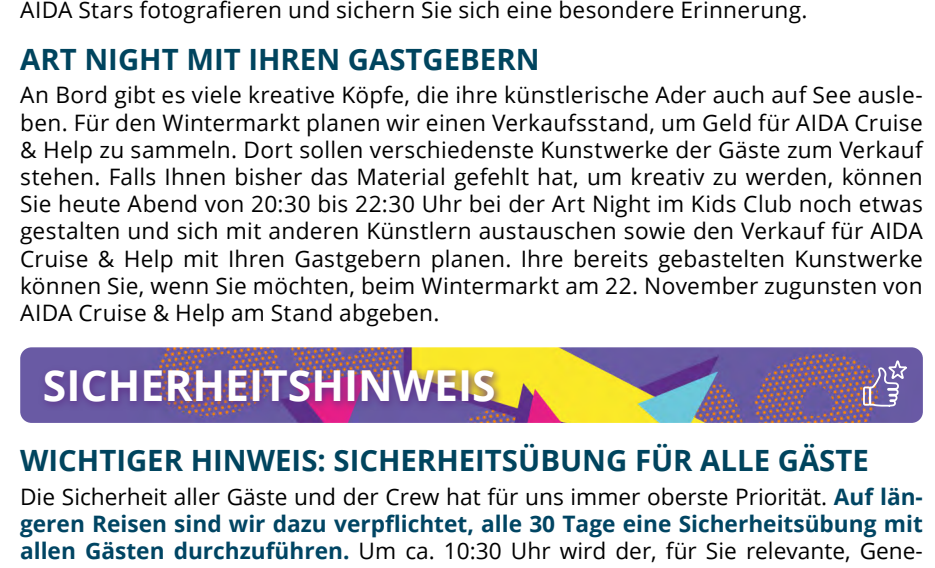 AIDA Stars fotografieren und sichern Sie sich eine besondere Erinnerung.
ART NIGHT MIT IHREN GASTGEBERN
An Bord gibt es viele kreative Köpfe, die ihre künstlerische Ader auch auf See ausle-
ben. Für den Wintermarkt planen wir einen Verkaufsstand, um Geld für AIDA Cruise
& Help zu sammeln. Dort sollen verschiedenste Kunstwerke der Gäste zum Verkauf
stehen. Falls Ihnen bisher das Material gefehlt hat, um kreativ zu werden, können
Sie heute Abend von 20:30 bis 22:30 Uhr bei der Art Night im Kids Club noch etwas
gestalten und sich mit anderen Künstlern austauschen sowie den Verkauf für AIDA
Cruise & Help mit Ihren Gastgebern planen. Ihre bereits gebastelten Kunstwerke
können Sie, wenn Sie möchten, beim Wintermarkt am 22. November zugunsten von
AIDA Cruise & Help am Stand abgeben.
SICHERHEITSHINWEIS
WICHTIGER HINWEIS: SICHERHEITSÜBUNG FÜR ALLE GÄSTE
Die Sicherheit aller Gäste und der Crew hat für uns immer oberste Priorität. Auf län-
geren Reisen sind wir dazu verpflichtet, alle 30 Tage eine Sicherheitsübung mit
allen Gästen durchzuführen. Um ca. 10:30 Uhr wird der, für Sie relevante, Gene-